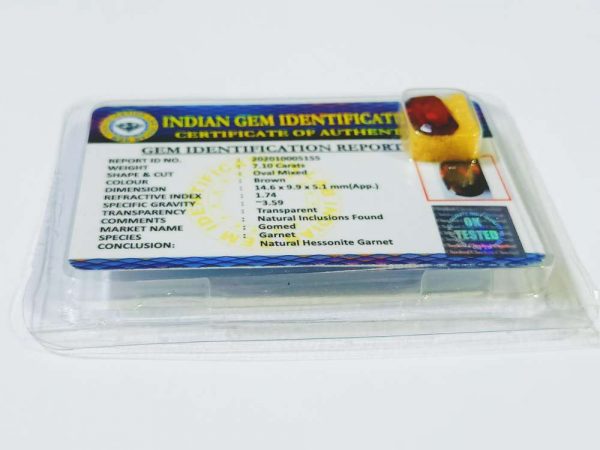 INDIAN GEM IDENTIFICAT
CERTIFICATE OF AUTHENT
GEM IDENTIFICATION REPORT
REPORT ID NO. : 202010005155
WEIGHT : 7.10 Carats
SHAPE & CUT : Oval Mixed
COLOUR : Brown
DIMENSION : 14.6 x 9.9 x 5.1 mm(App.)
REFRACTIVE INDEX : 1.74
SPECIFIC GRAVITY : ~3.59
TRANSPARENCY : Transparent
COMMENTS : Natural Inclusions Found
MARKET NAME : Gomed
SPECIES : Garnet
CONCLUSION: : Natural Hessonite Garnet
OK
TESTED